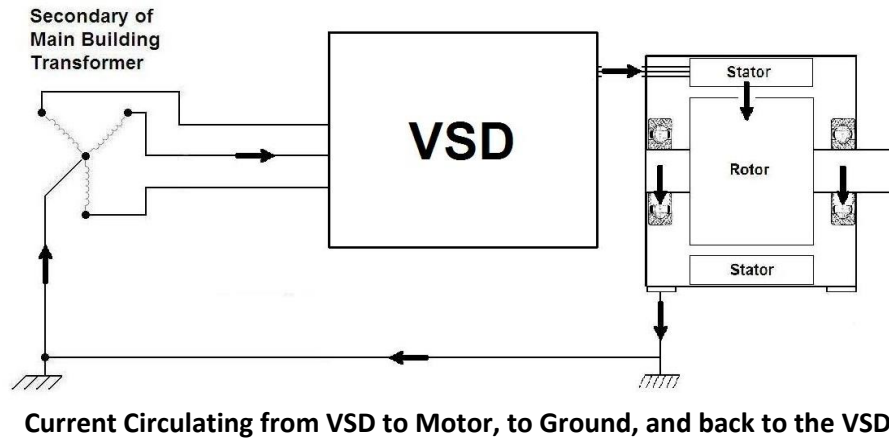 Secondary of
Main Building
Transformer
VSD
Stator
Rotor
Stator
Current Circulating from VSD to Motor, to Ground, and back to the VSD